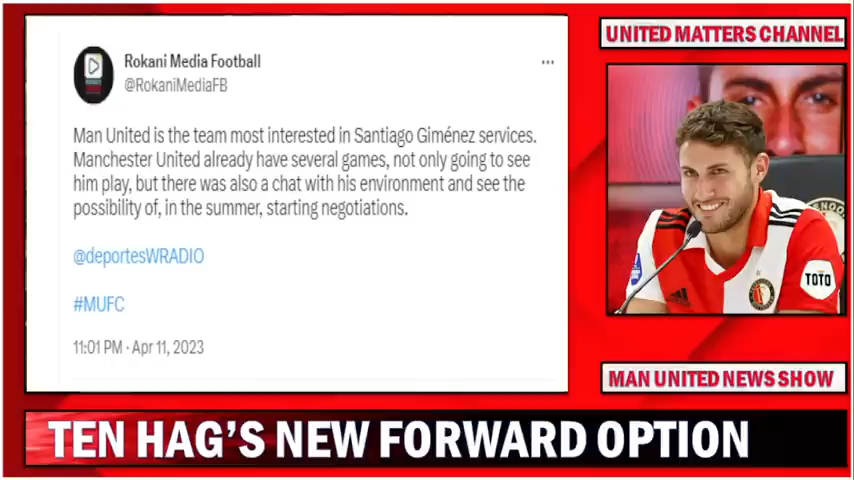 Rokani Media Football
@RokaniMediaFB
Man United is the team most interested in Santiago Giménez services.
Manchester United already have several games, not only going to see
him play, but there was also a chat with his environment and see the
possibility of, in the summer, starting negotiations.
@deportesWRADIO
#MUFC
11:01 PM · Apr 11, 2023
UNITED MATTERS CHANNEL
TOTO
MAN UNITED NEWS SHOW
TEN HAG'S NEW FORWARD OPTION